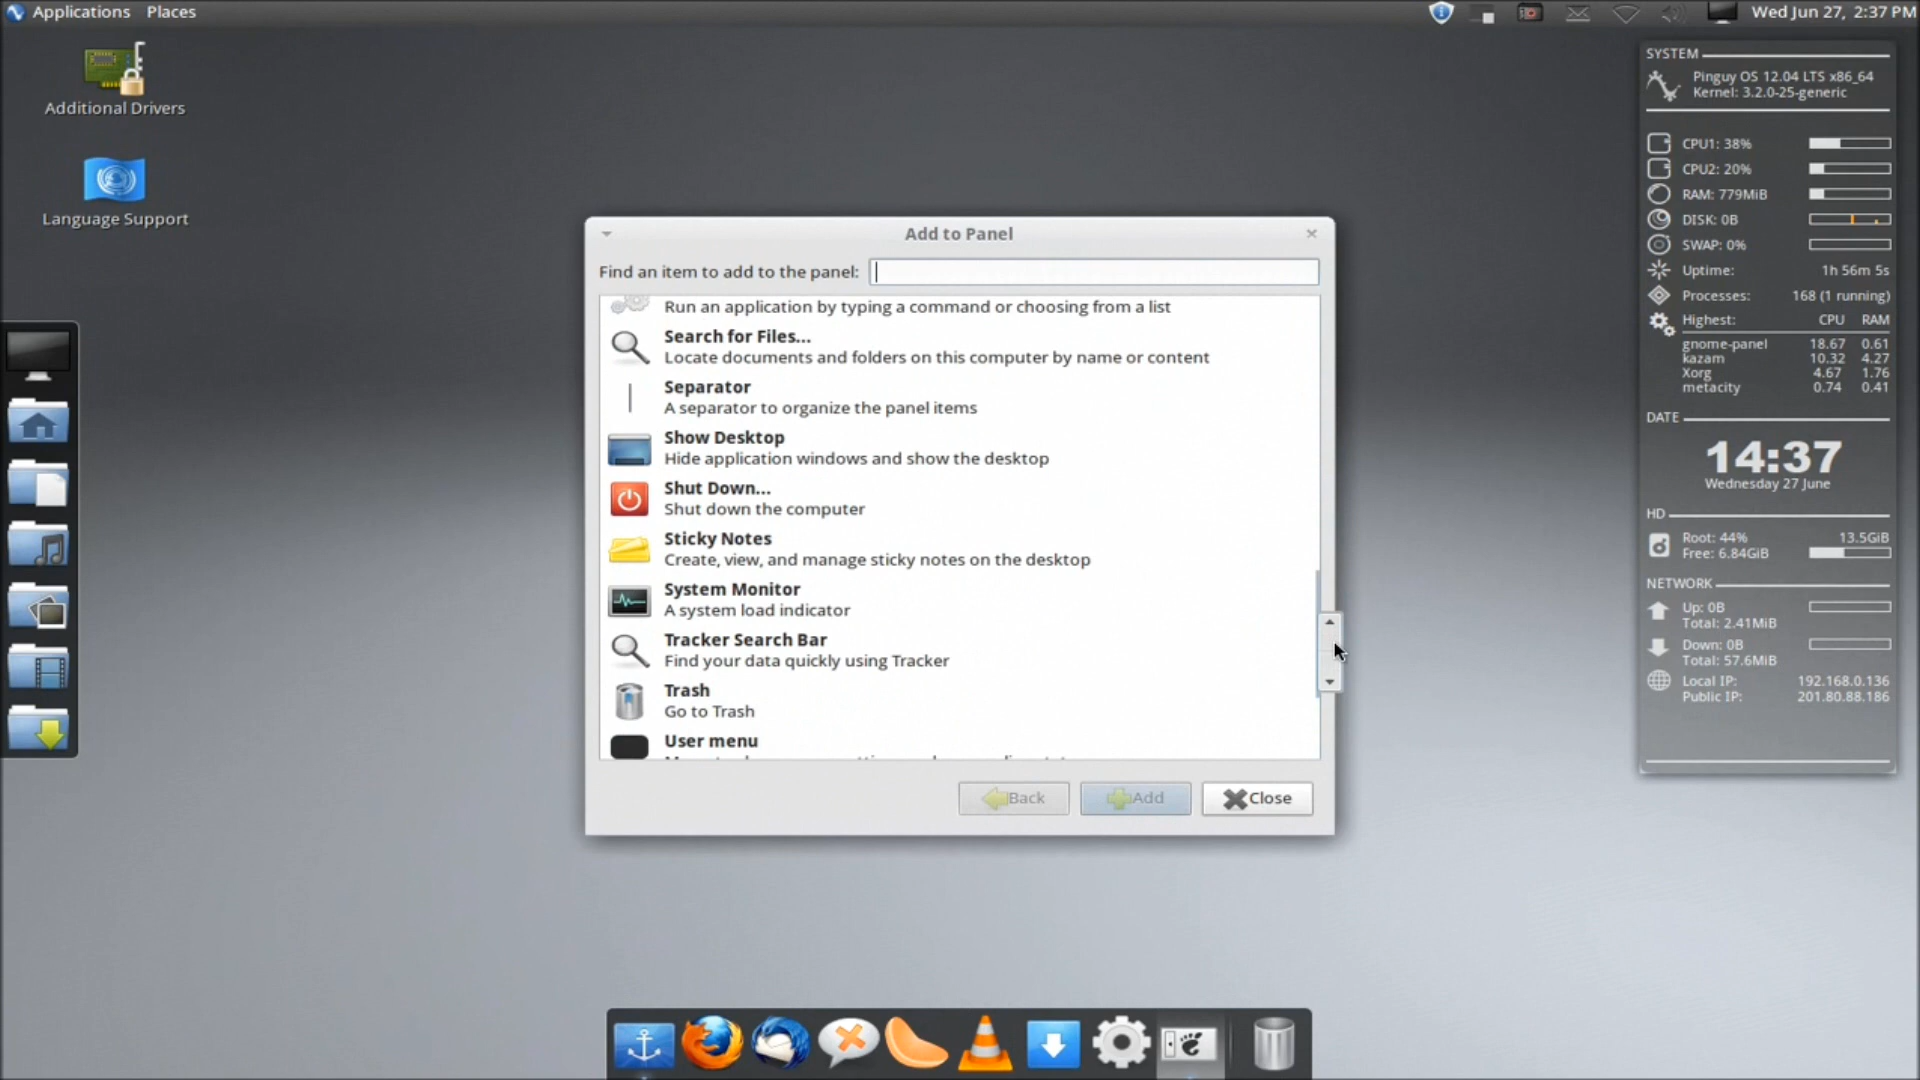 Applications Places
Wed Jun 27, 2:37 PM
Additional Drivers
Language Support
Add to Panel
Find an item to add to the panel:
Run an application by typing a command or choosing from a list
Search for Files...
Locate documents and folders on this computer by name or content
Separator
A separator to organize the panel items
Show Desktop
Hide application windows and show the desktop
Shut Down...
Shut down the computer
Sticky Notes
Create, view, and manage sticky notes on the desktop
System Monitor
A system load indicator
Tracker Search Bar
Find your data quickly using Tracker
Trash
Go to Trash
User menu
Back Add Close
SYSTEM
Pinguy OS 12.04 LTS x86_64
Kernel: 3.2.0-25-generic
CPU1: 38%
CPU2: 20%
RAM: 779MiB
DISK: 0B
SWAP: 0%
Uptime: 1h 56m 5s
Processes: 168 (1 running)
Highest: CPU RAM
gnome-panel 18.67 0.61
kazam 10.32 4.27
Xorg 4.67 1.76
metacity 0.74 0.41
DATE
14:37
Wednesday 27 June
HD
Root: 44% 13.5GiB
Free: 6.84GiB
NETWORK
Up: 0B
Total: 2.41MiB
Down: 0B
Total: 57.6MiB
Local IP: 192.168.0.136
Public IP: 201.80.88.186